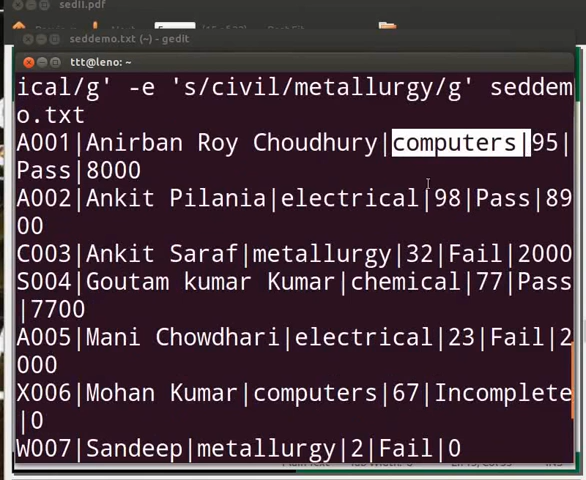 sedII.pdf
seddemo.txt (~) - gedit
ttt@leno: ~
ical/g' -e 's/civil/metallurgy/g' seddem
o.txt
A001|Anirban Roy Choudhury|computers|95|
Pass|8000
A002|Ankit Pilania|electrical|98|Pass|89
00
C003|Ankit Saraf|metallurgy|32|Fail|2000
S004|Goutam kumar Kumar|chemical|77|Pass
|7700
A005|Mani Chowdhari|electrical|23|Fail|2
000
X006|Mohan Kumar|computers|67|Incomplete
|0
W007|Sandeep|metallurgy|2|Fail|0